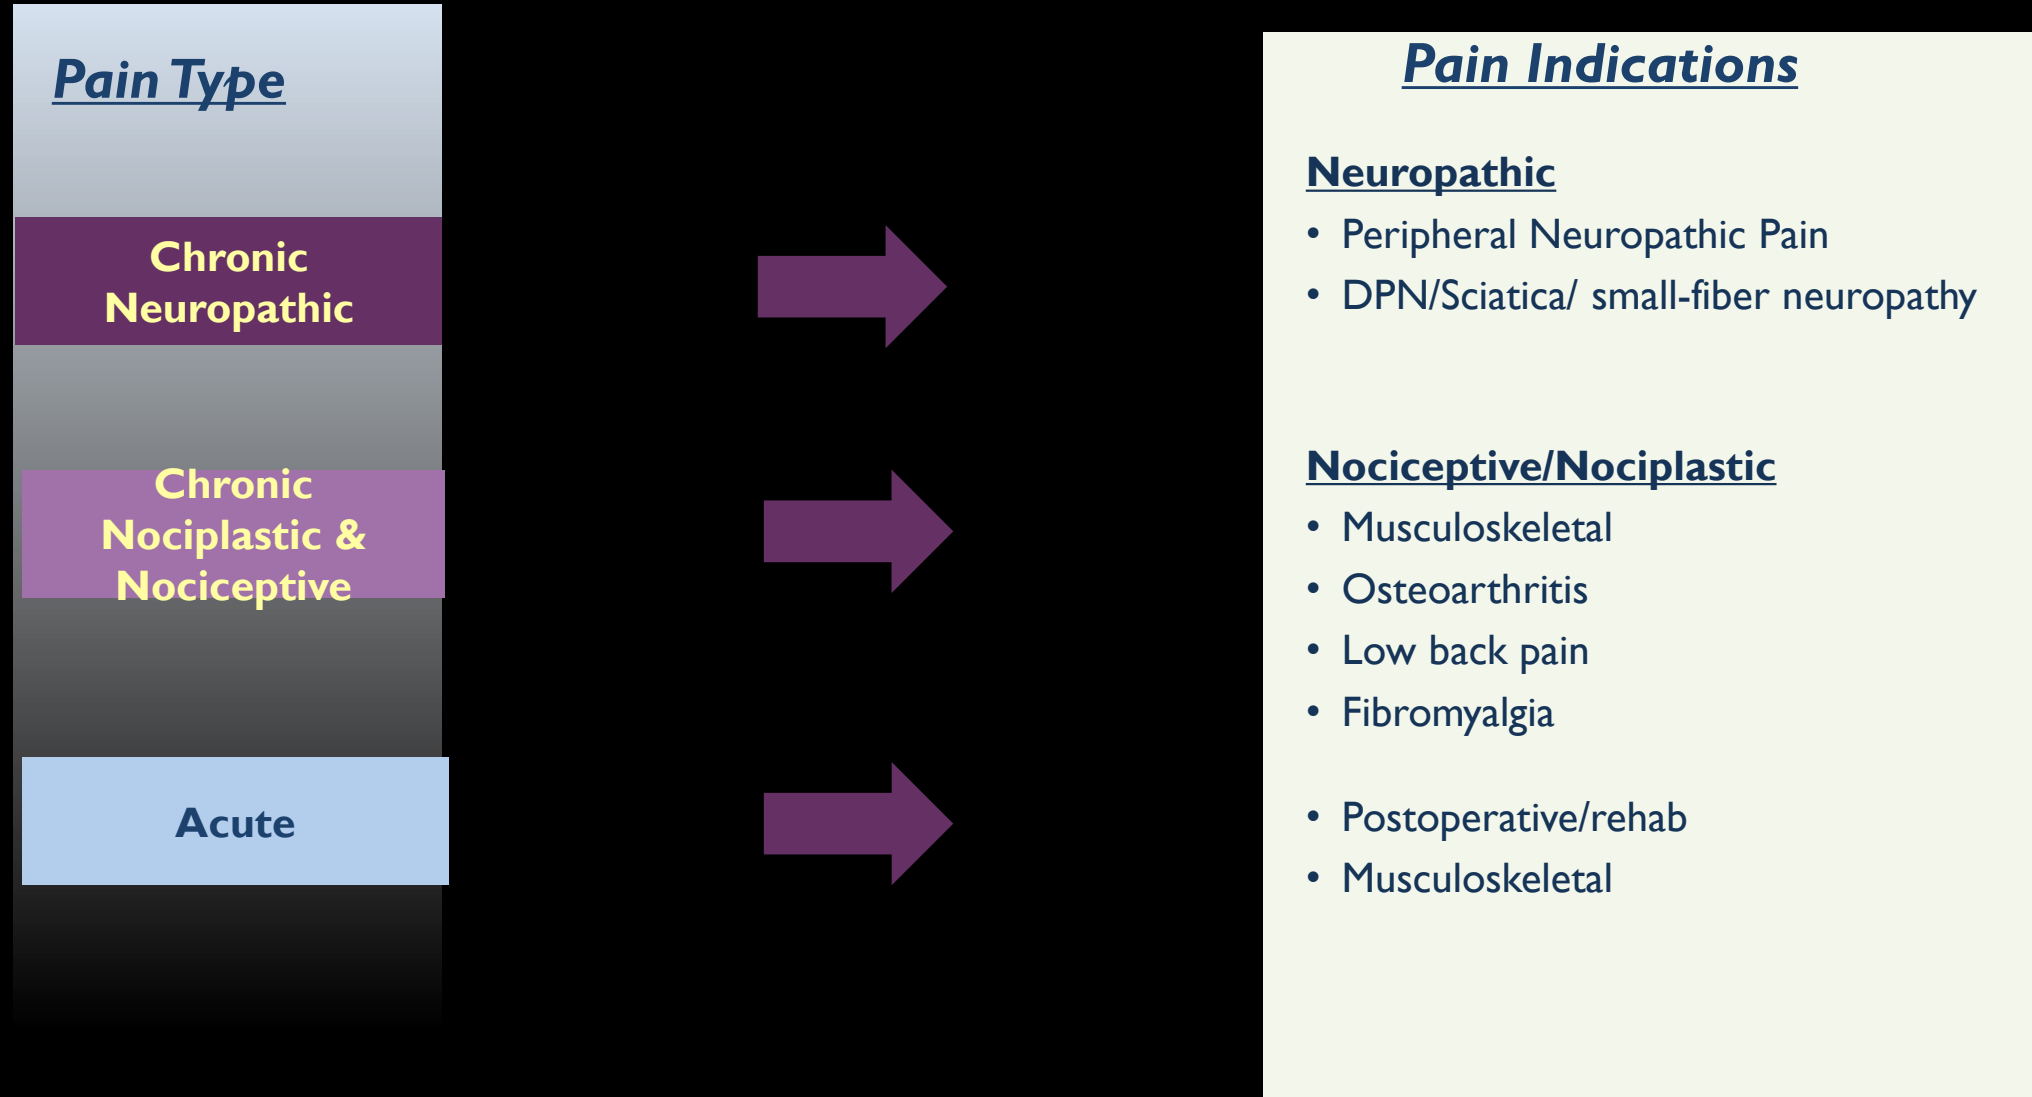 Pain Type
Chronic
Neuropathic
Chronic
Nociplastic &
Nociceptive
Acute
Pain Indications
Neuropathic
• Peripheral Neuropathic Pain
• DPN/Sciatica/ small-fiber neuropathy
Nociceptive/Nociplastic
• Musculoskeletal
• Osteoarthritis
• Low back pain
• Fibromyalgia
• Postoperative/rehab
• Musculoskeletal